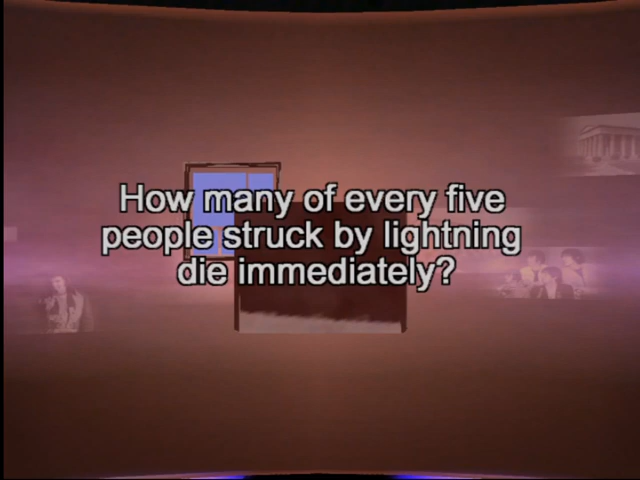 How many of every five
people struck by lightning
die immediately?